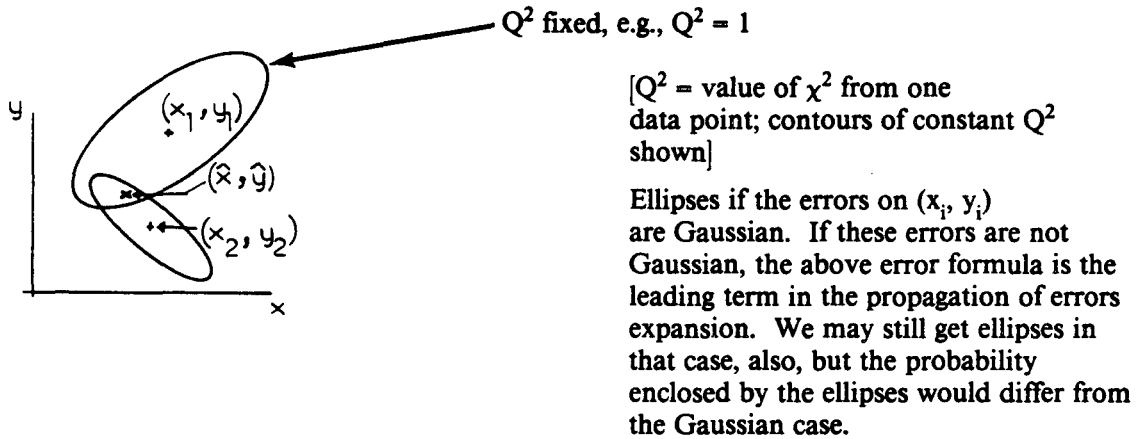 Q² fixed, e.g., Q² = 1
[Q² = value of χ² from one
data point; contours of constant Q²
shown]
y
(x₁, y₁)
(x̂, ŷ)
(x₂, y₂)
x
Ellipses if the errors on (xᵢ, yᵢ)
are Gaussian. If these errors are not
Gaussian, the above error formula is the
leading term in the propagation of errors
expansion. We may still get ellipses in
that case, also, but the probability
enclosed by the ellipses would differ from
the Gaussian case.